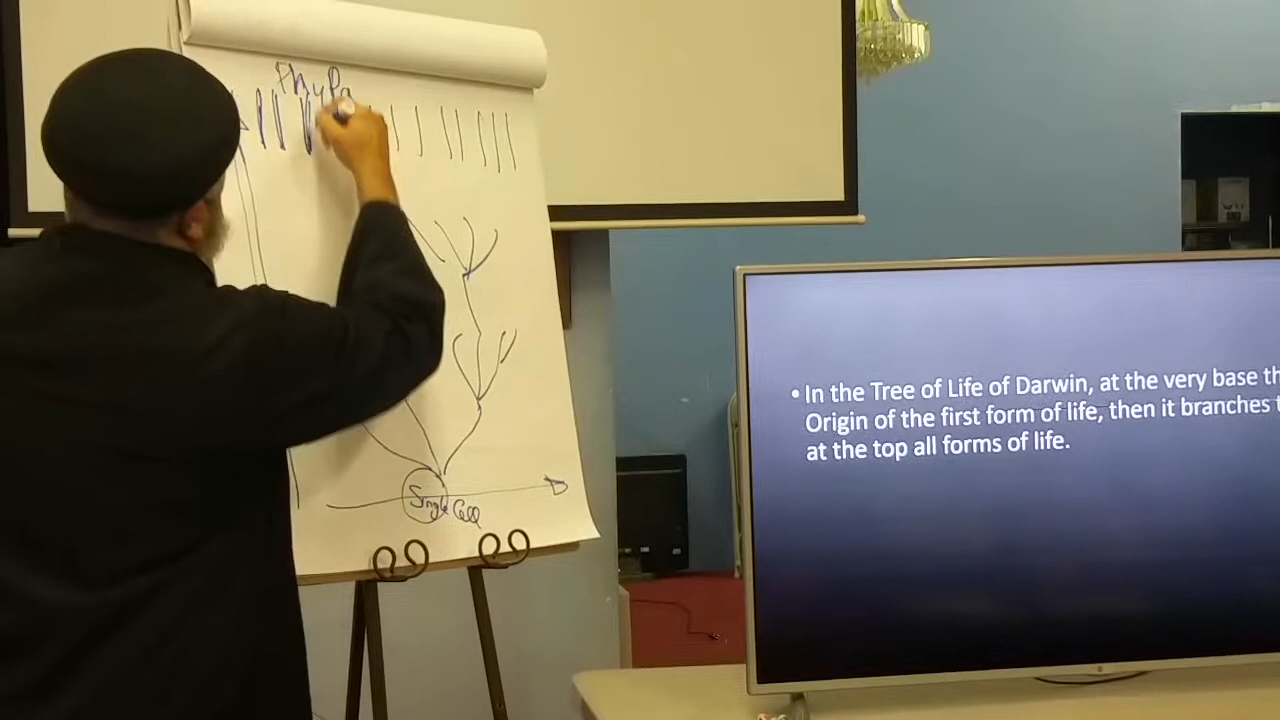 Phyla
Single Cell
• In the Tree of Life of Darwin, at the very base th
Origin of the first form of life, then it branches t
at the top all forms of life.